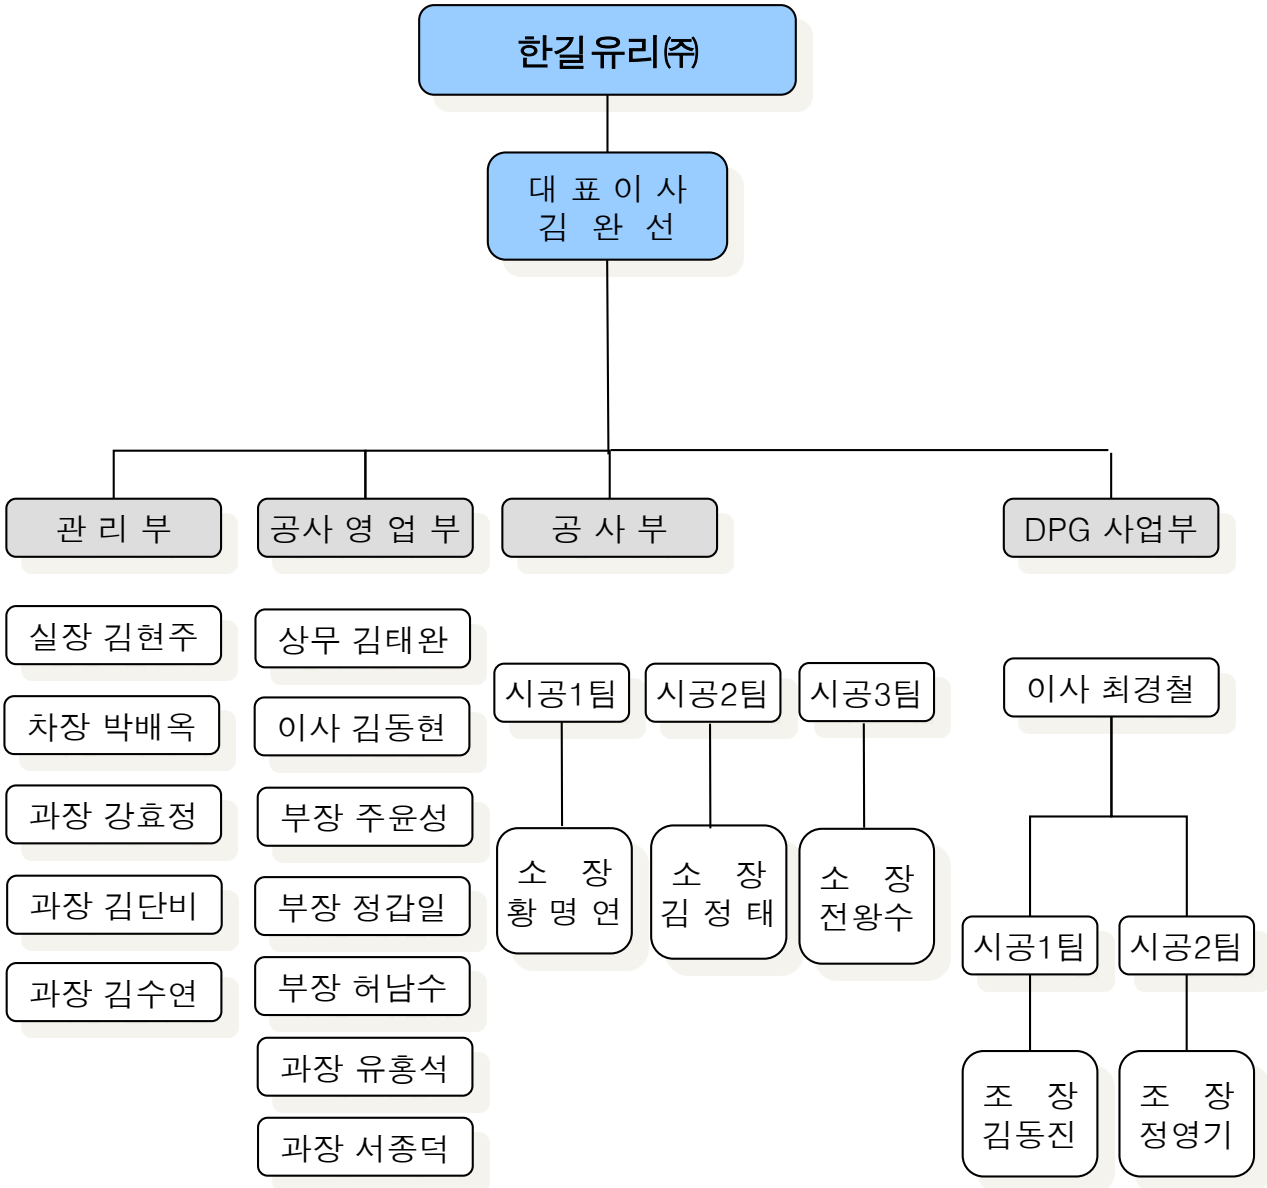 한길유리㈜
대 표 이 사
김 완 선
관 리 부
공사 영 업 부
공 사 부
DPG 사업부
실장 김현주
차장 박배옥
과장 강효정
과장 김단비
과장 김수연
상무 김태완
이사 김동현
부장 주윤성
부장 정갑일
부장 허남수
과장 유홍석
과장 서종덕
시공1팀
시공2팀
시공3팀
소 장
황 명 연
소 장
김 정 태
소 장
전왕수
이사 최경철
시공1팀
시공2팀
조 장
김동진
조 장
정영기